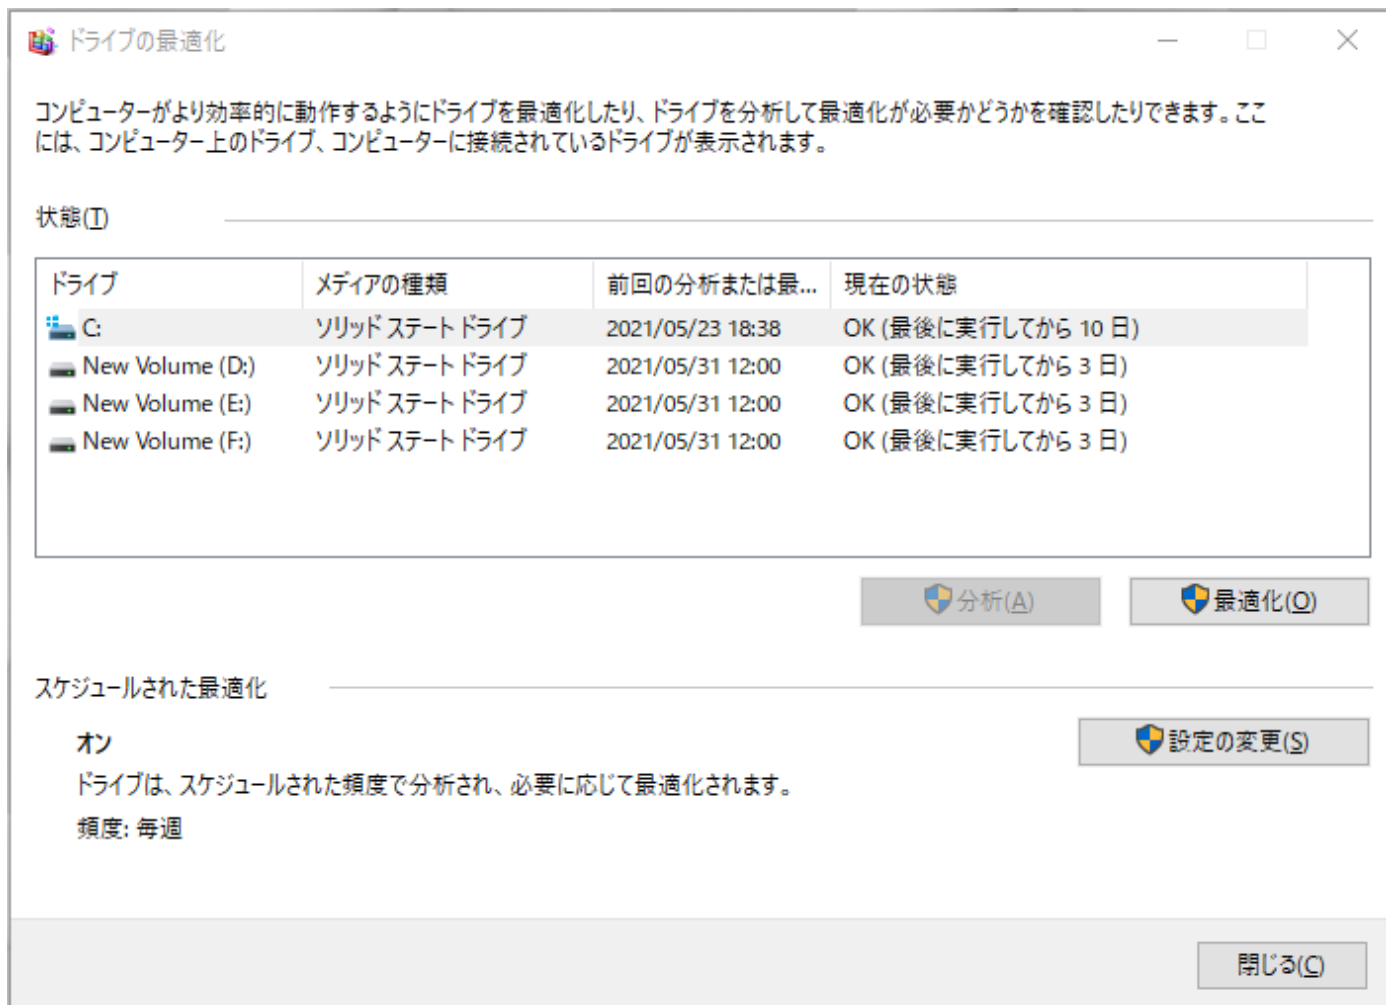 ドライブの最適化
コンピューターがより効率的に動作するようにドライブを最適化したり、ドライブを分析して最適化が必要かどうかを確認したりできます。ここ
には、コンピューター上のドライブ、コンピューターに接続されているドライブが表示されます。
状態(T)
ドライブ メディアの種類 前回の分析または最... 現在の状態
C: ソリッド ステート ドライブ 2021/05/23 18:38 OK (最後に実行してから 10 日)
New Volume (D:) ソリッド ステート ドライブ 2021/05/31 12:00 OK (最後に実行してから 3 日)
New Volume (E:) ソリッド ステート ドライブ 2021/05/31 12:00 OK (最後に実行してから 3 日)
New Volume (F:) ソリッド ステート ドライブ 2021/05/31 12:00 OK (最後に実行してから 3 日)
分析(A) 最適化(O)
スケジュールされた最適化
オン 設定の変更(S)
ドライブは、スケジュールされた頻度で分析され、必要に応じて最適化されます。
頻度: 毎週
閉じる(C)